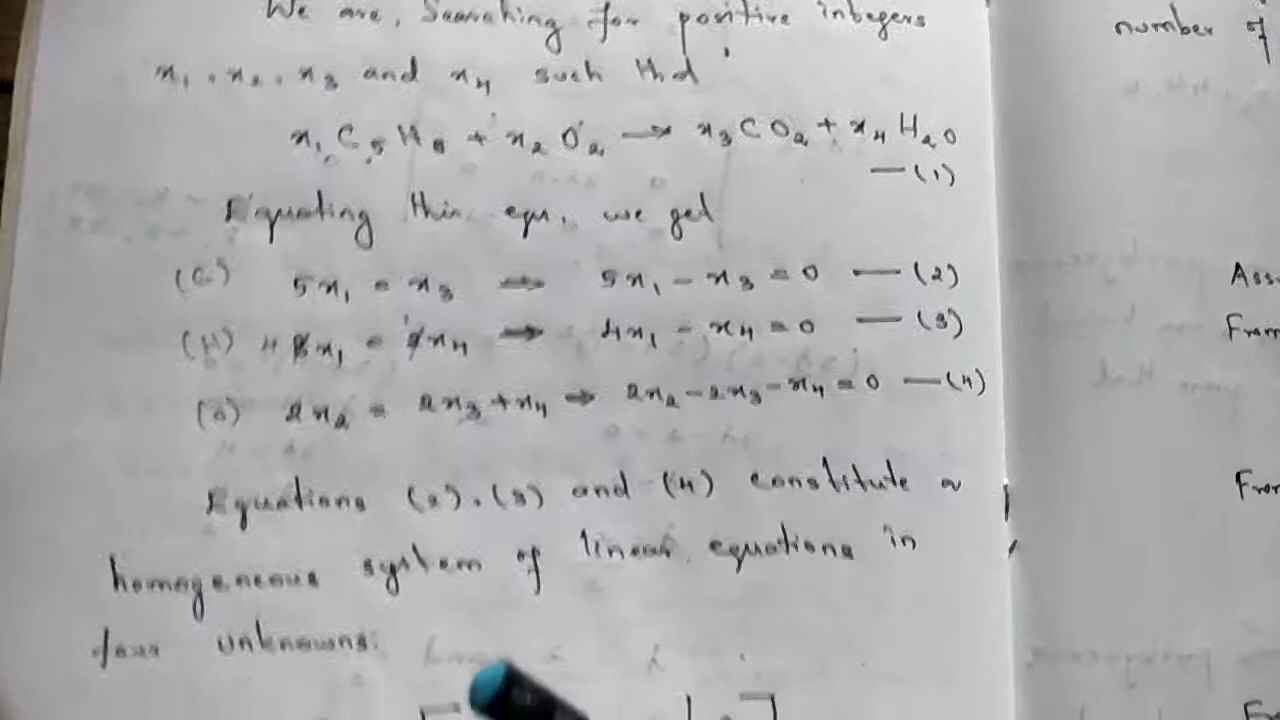 We are, Searching for positive integers
x₁, x₂, x₃ and x₄ such that
x₁ C₅H₈ + x₂ O₂ → x₃ CO₂ + x₄ H₂O
—(1)
Equating this equ, we get
(C) 5x₁ = x₃ ⇒ 5x₁ - x₃ = 0 —(2)
(H) 4 8x₁ = 2x₄ ⇒ 4x₁ - x₄ = 0 —(3)
(O) 2x₂ = 2x₃ + x₄ ⇒ 2x₂ - 2x₃ - x₄ = 0 —(4)
Equations (2), (3) and (4) constitute a
homogeneous system of linear equations in
four unknowns.
number of
Ass
From
Fro